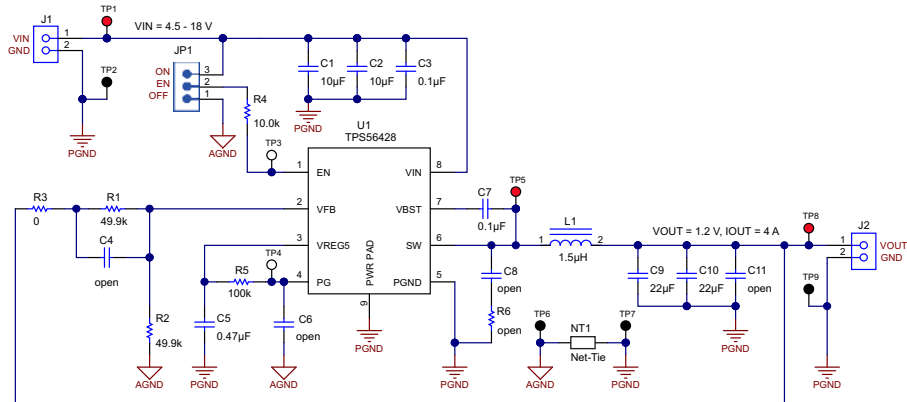 J1
VIN
GND
1
2
TP1
VIN = 4.5 - 18 V
TP2
PGND
JP1
ON
EN
OFF
3
2
1
AGND
R4
10.0k
TP3
C1
10µF
C2
10µF
C3
0.1µF
PGND
U1
TPS56428
1
EN
2
VFB
3
VREG5
4
PG
8
VIN
7
VBST
6
SW
5
PGND
PWR PAD
9
PGND
R3
0
R1
49.9k
C4
open
R2
49.9k
AGND
R5
100k
TP4
C5
0.47µF
PGND
C6
open
AGND
C7
0.1µF
TP5
C8
open
R6
open
PGND
L1
1
2
1.5µH
VOUT = 1.2 V, IOUT = 4 A
C9
22µF
C10
22µF
C11
open
PGND
TP6
AGND
NT1
Net-Tie
TP7
PGND
TP8
TP9
J2
1
2
VOUT
GND
PGND